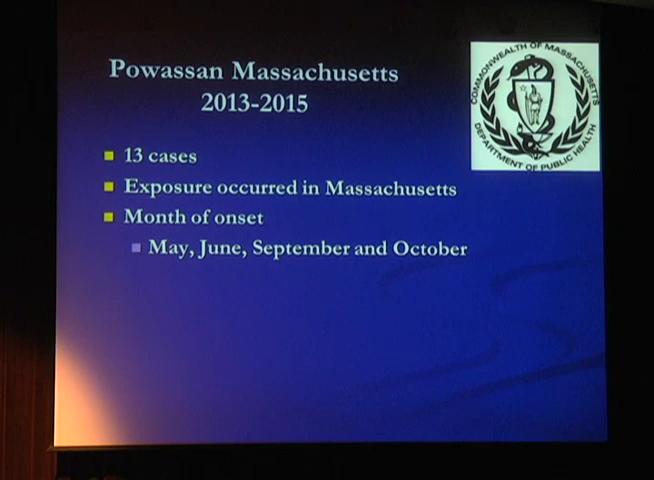 Powassan Massachusetts
2013-2015
13 cases
Exposure occurred in Massachusetts
Month of onset
May, June, September and October
COMMONWEALTH OF MASSACHUSETTS
DEPARTMENT OF PUBLIC HEALTH